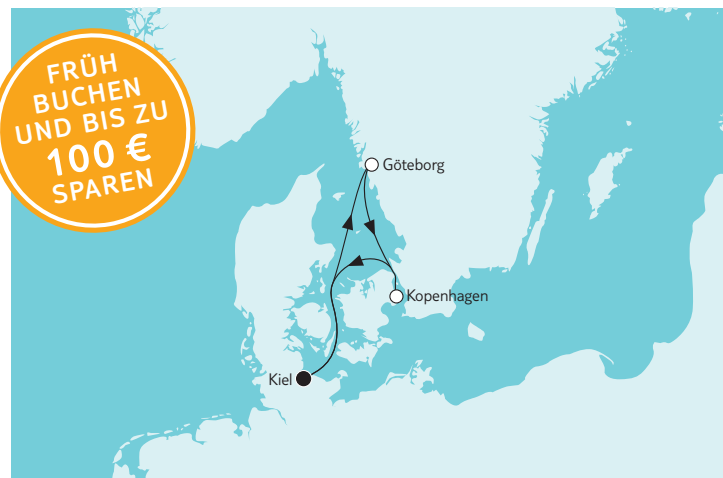 FRÜH
BUCHEN
UND BIS ZU
100 €
SPAREN
Göteborg
Kopenhagen
Kiel